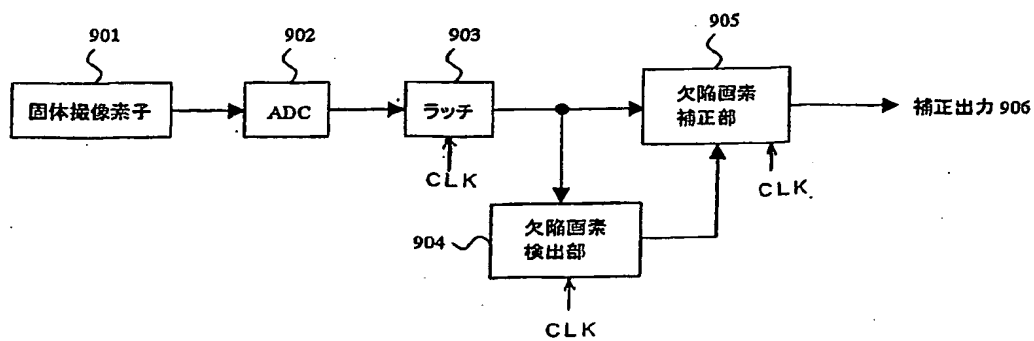 901
902
903
905
固体撮像素子
ADC
ラッチ
欠陥画素
補正部
補正出力 906
CLK
CLK
904
欠陥画素
検出部
CLK